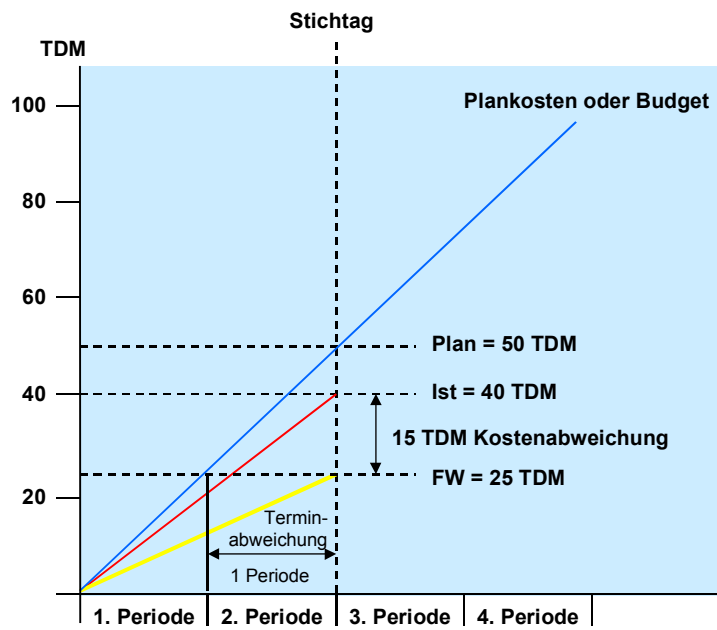 Stichtag
TDM
100
Plankosten oder Budget
80
60
Plan = 50 TDM
40
Ist = 40 TDM
15 TDM Kostenabweichung
FW = 25 TDM
20
Termin-
abweichung
1 Periode
1. Periode 2. Periode 3. Periode 4. Periode